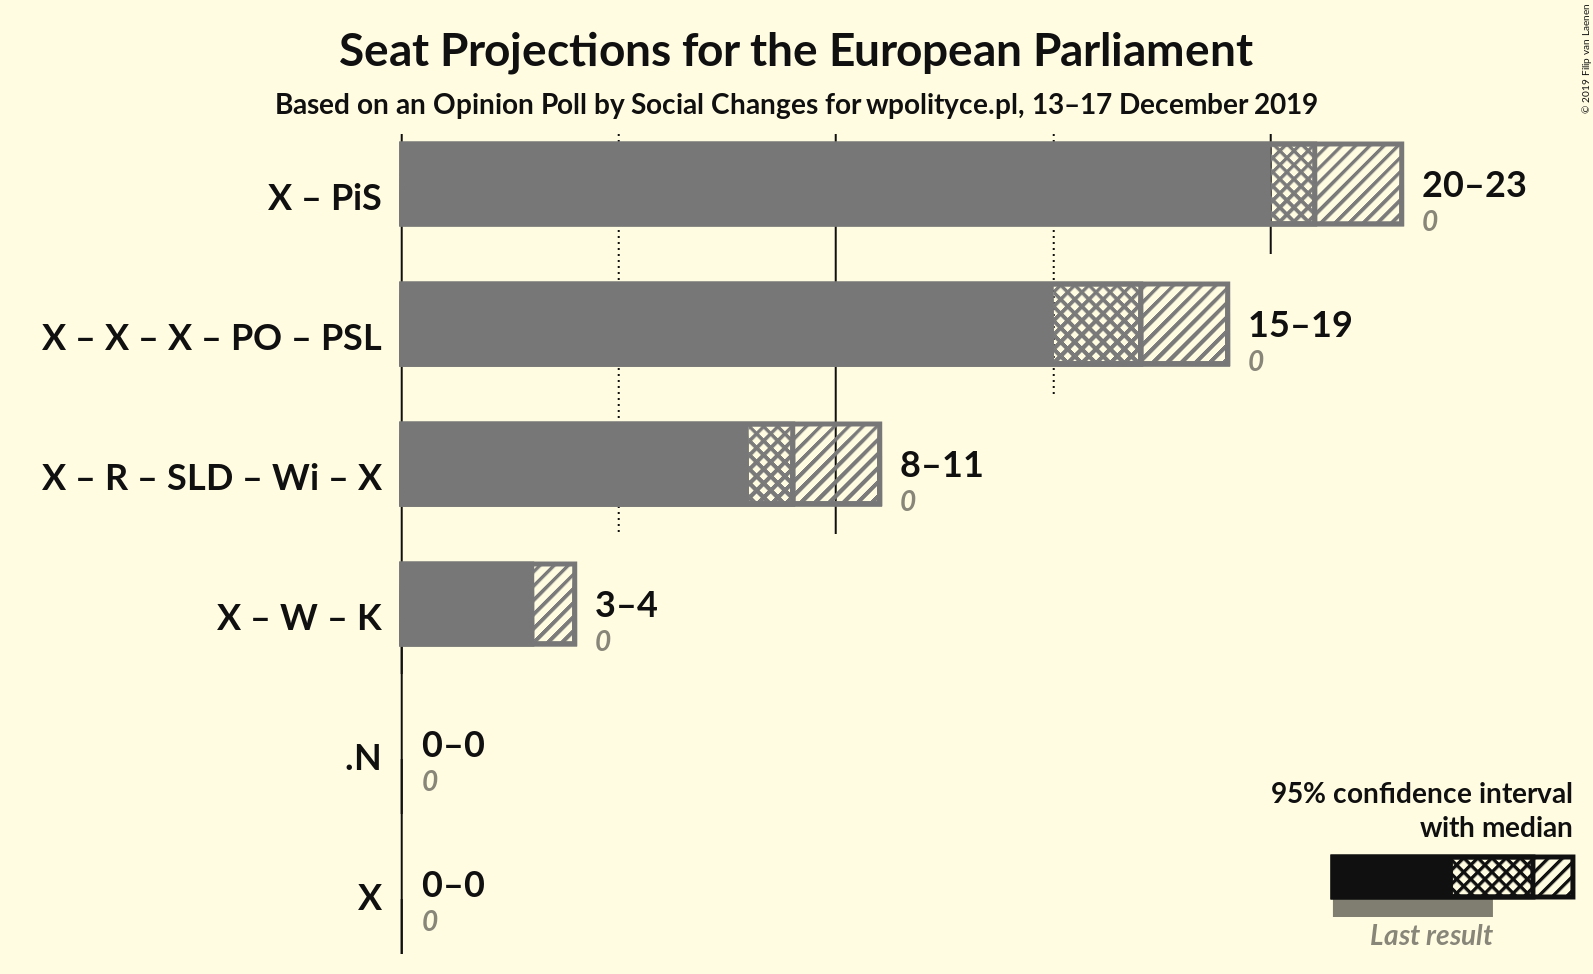 Seat Projections for the European Parliament
Based on an Opinion Poll by Social Changes for wpolityce.pl, 13–17 December 2019
© 2019 Filip van Laenen
X – PiS
20–23
0
X – X – X – PO – PSL
15–19
0
X – R – SLD – Wi – X
8–11
0
X – W – K
3–4
0
.N
0–0
0
X
0–0
0
95% confidence interval
with median
Last result